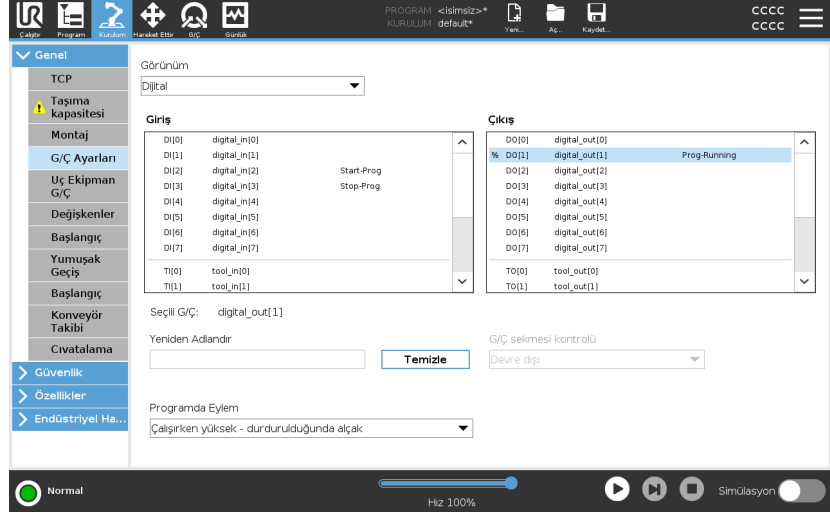 PROGRAM <isimsiz>*
KURULUM default*
CCCC
CCCC
Çalıştır Program Kurulum Hareket Ettir G/Ç Günlük Yeni... Aç... Kaydet...
Genel
TCP
Taşıma
kapasitesi
Montaj
G/Ç Ayarları
Uç Ekipman
G/Ç
Değişkenler
Başlangıç
Yumuşak
Geçiş
Başlangıç
Konveyör
Takibi
Cıvatalama
Güvenlik
Özellikler
Endüstriyel Ha...
Görünüm
Dijital
Giriş
DI[0] digital_in[0]
DI[1] digital_in[1]
DI[2] digital_in[2] Start-Prog
DI[3] digital_in[3] Stop-Prog
DI[4] digital_in[4]
DI[5] digital_in[5]
DI[6] digital_in[6]
DI[7] digital_in[7]
TI[0] tool_in[0]
TI[1] tool_in[1]
Çıkış
DO[0] digital_out[0]
% DO[1] digital_out[1] Prog-Running
DO[2] digital_out[2]
DO[3] digital_out[3]
DO[4] digital_out[4]
DO[5] digital_out[5]
DO[6] digital_out[6]
DO[7] digital_out[7]
TO[0] tool_out[0]
TO[1] tool_out[1]
Seçili G/Ç: digital_out[1]
Yeniden Adlandır
Temizle
G/Ç sekmesi kontrolü
Devre dışı
Programda Eylem
Çalışırken yüksek - durdurulduğunda alçak
Normal
Hız 100%
Simülasyon